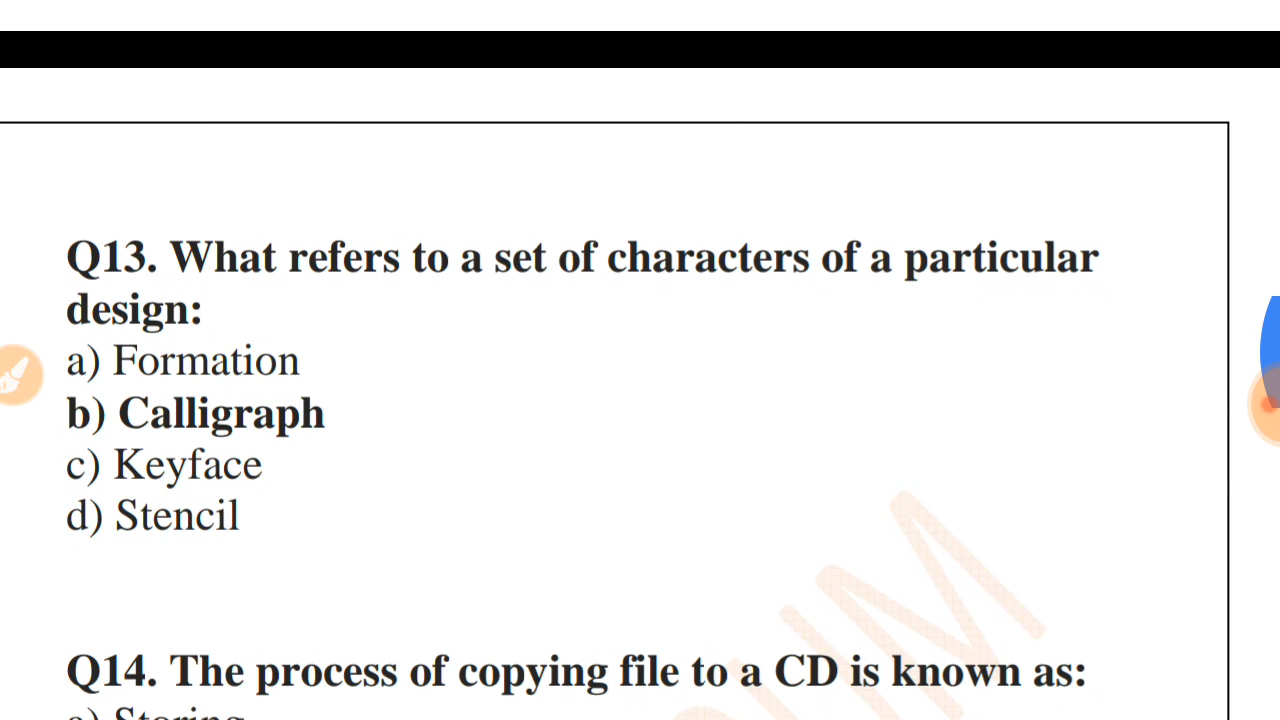 Q13. What refers to a set of characters of a particular
design:
a) Formation
b) Calligraph
c) Keyface
d) Stencil
Q14. The process of copying file to a CD is known as:
a) Storing